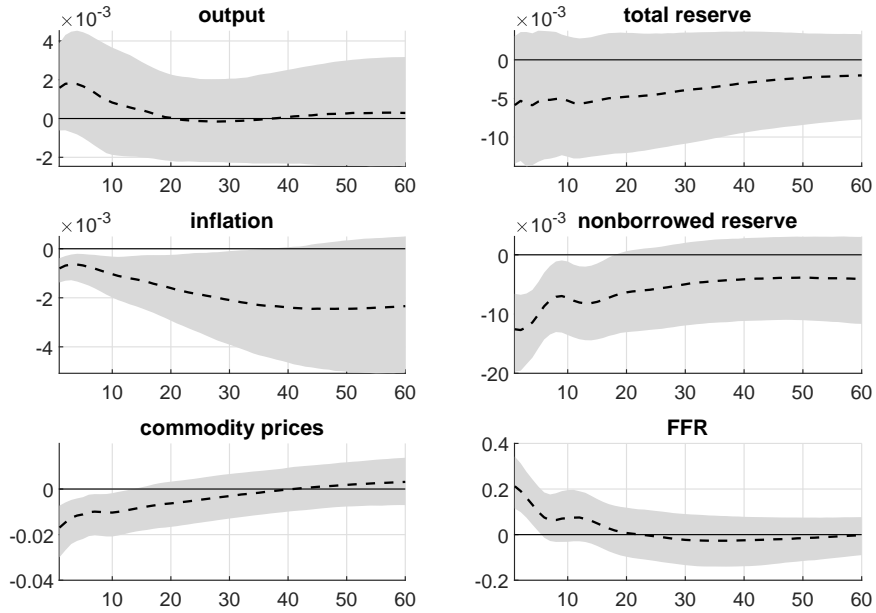 output
×10⁻³
4
2
0
-2
10 20 30 40 50 60
total reserve
×10⁻³
0
-5
-10
10 20 30 40 50 60
inflation
×10⁻³
0
-2
-4
10 20 30 40 50 60
nonborrowed reserve
×10⁻³
0
-10
-20
10 20 30 40 50 60
commodity prices
0
-0.02
-0.04
10 20 30 40 50 60
FFR
0.4
0.2
0
-0.2
10 20 30 40 50 60